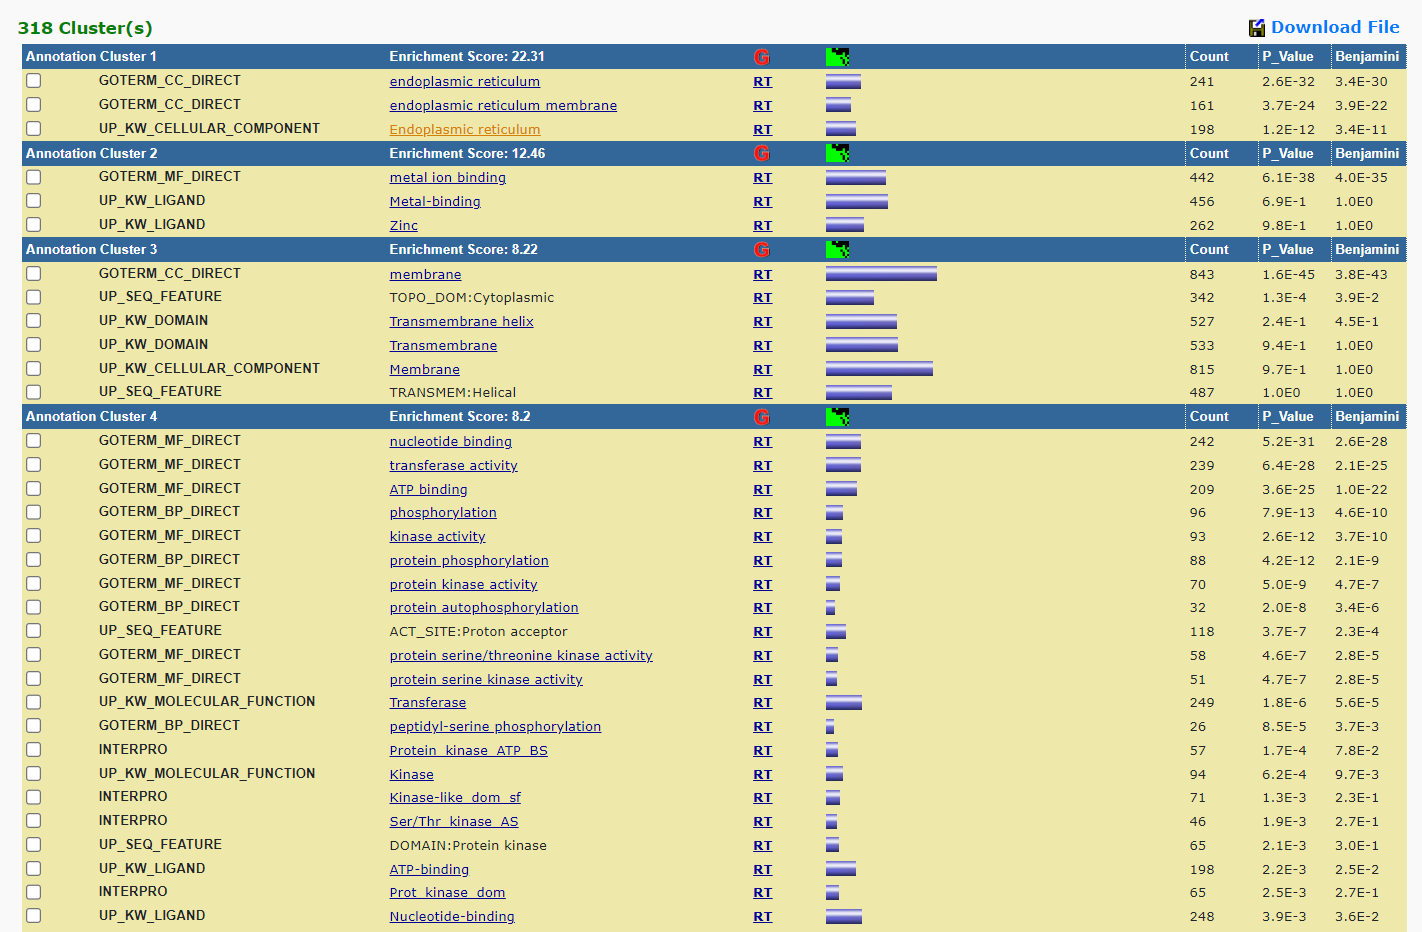 318 Cluster(s) Download File
Annotation Cluster 1 Enrichment Score: 22.31 G Count P_Value Benjamini
GOTERM_CC_DIRECT endoplasmic reticulum RT 241 2.6E-32 3.4E-30
GOTERM_CC_DIRECT endoplasmic reticulum membrane RT 161 3.7E-24 3.9E-22
UP_KW_CELLULAR_COMPONENT Endoplasmic reticulum RT 198 1.2E-12 3.4E-11
Annotation Cluster 2 Enrichment Score: 12.46 G Count P_Value Benjamini
GOTERM_MF_DIRECT metal ion binding RT 442 6.1E-38 4.0E-35
UP_KW_LIGAND Metal-binding RT 456 6.9E-1 1.0E0
UP_KW_LIGAND Zinc RT 262 9.8E-1 1.0E0
Annotation Cluster 3 Enrichment Score: 8.22 G Count P_Value Benjamini
GOTERM_CC_DIRECT membrane RT 843 1.6E-45 3.8E-43
UP_SEQ_FEATURE TOPO_DOM:Cytoplasmic RT 342 1.3E-4 3.9E-2
UP_KW_DOMAIN Transmembrane helix RT 527 2.4E-1 4.5E-1
UP_KW_DOMAIN Transmembrane RT 533 9.4E-1 1.0E0
UP_KW_CELLULAR_COMPONENT Membrane RT 815 9.7E-1 1.0E0
UP_SEQ_FEATURE TRANSMEM:Helical RT 487 1.0E0 1.0E0
Annotation Cluster 4 Enrichment Score: 8.2 G Count P_Value Benjamini
GOTERM_MF_DIRECT nucleotide binding RT 242 5.2E-31 2.6E-28
GOTERM_MF_DIRECT transferase activity RT 239 6.4E-28 2.1E-25
GOTERM_MF_DIRECT ATP binding RT 209 3.6E-25 1.0E-22
GOTERM_BP_DIRECT phosphorylation RT 96 7.9E-13 4.6E-10
GOTERM_MF_DIRECT kinase activity RT 93 2.6E-12 3.7E-10
GOTERM_BP_DIRECT protein phosphorylation RT 88 4.2E-12 2.1E-9
GOTERM_MF_DIRECT protein kinase activity RT 70 5.0E-9 4.7E-7
GOTERM_BP_DIRECT protein autophosphorylation RT 32 2.0E-8 3.4E-6
UP_SEQ_FEATURE ACT_SITE:Proton acceptor RT 118 3.7E-7 2.3E-4
GOTERM_MF_DIRECT protein serine/threonine kinase activity RT 58 4.6E-7 2.8E-5
GOTERM_MF_DIRECT protein serine kinase activity RT 51 4.7E-7 2.8E-5
UP_KW_MOLECULAR_FUNCTION Transferase RT 249 1.8E-6 5.6E-5
GOTERM_BP_DIRECT peptidyl-serine phosphorylation RT 26 8.5E-5 3.7E-3
INTERPRO Protein_kinase_ATP_BS RT 57 1.7E-4 7.8E-2
UP_KW_MOLECULAR_FUNCTION Kinase RT 94 6.2E-4 9.7E-3
INTERPRO Kinase-like_dom_sf RT 71 1.3E-3 2.3E-1
INTERPRO Ser/Thr_kinase_AS RT 46 1.9E-3 2.7E-1
UP_SEQ_FEATURE DOMAIN:Protein kinase RT 65 2.1E-3 3.0E-1
UP_KW_LIGAND ATP-binding RT 198 2.2E-3 2.5E-2
INTERPRO Prot_kinase_dom RT 65 2.5E-3 2.7E-1
UP_KW_LIGAND Nucleotide-binding RT 248 3.9E-3 3.6E-2